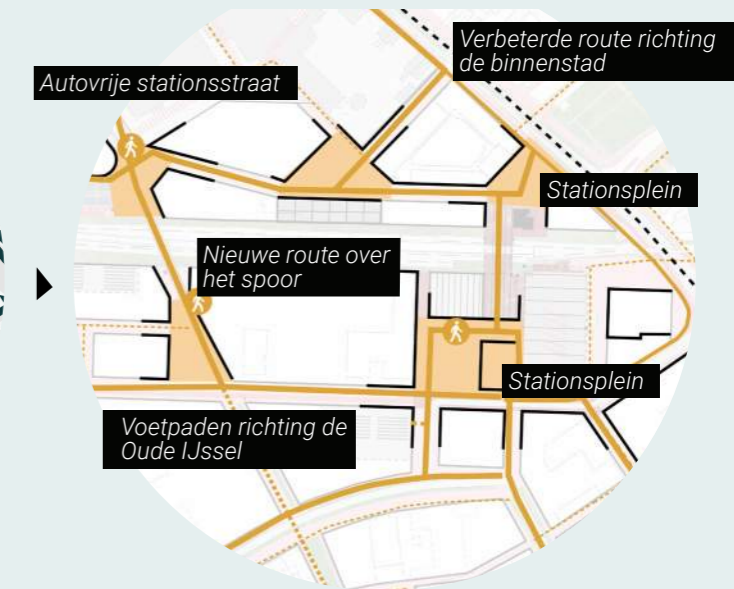 Verbeterde route richting
de binnenstad
Autovrije stationsstraat
Stationsplein
Nieuwe route over
het spoor
Stationsplein
Voetpaden richting de
Oude IJssel